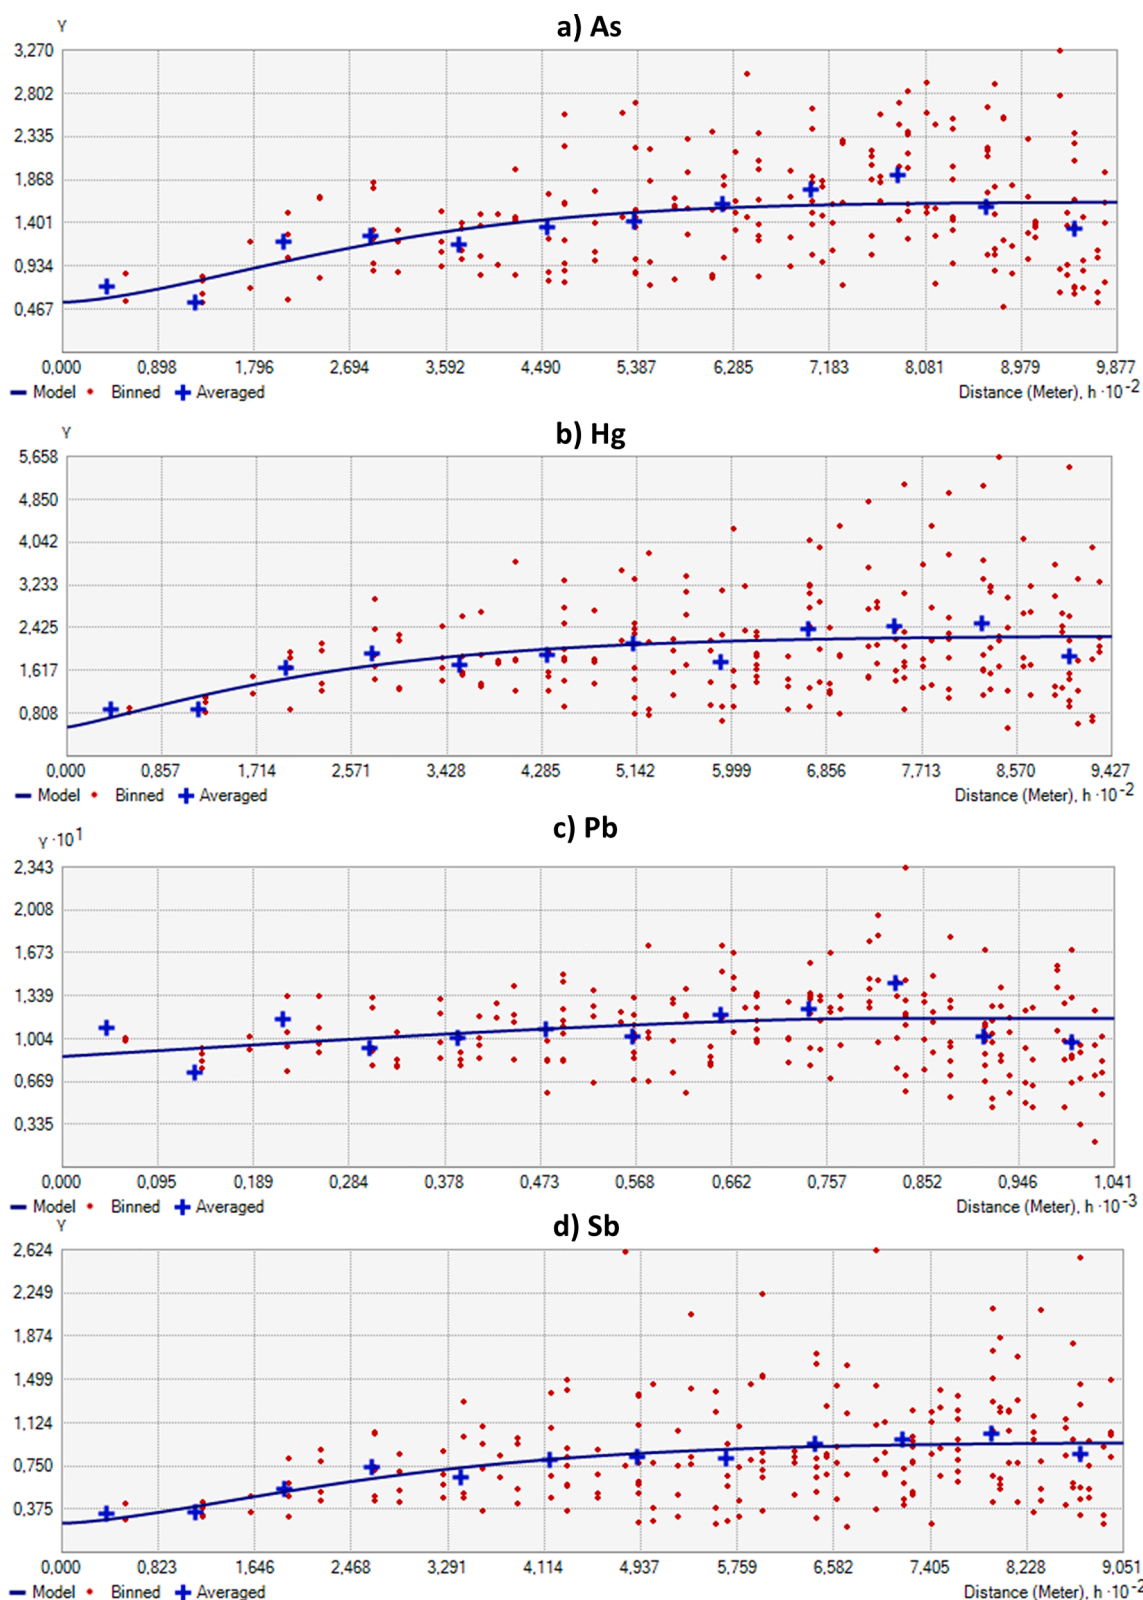 a) As
Y
3,270
2,802
2,335
1,868
1,401
0,934
0,467
0,000 0,898 1,796 2,694 3,592 4,490 5,387 6,285 7,183 8,081 8,979 9,877
Model Binned Averaged Distance (Meter), h ·10⁻²
b) Hg
Y
5,658
4,850
4,042
3,233
2,425
1,617
0,808
0,000 0,857 1,714 2,571 3,428 4,285 5,142 5,999 6,856 7,713 8,570 9,427
Model Binned Averaged Distance (Meter), h ·10⁻²
c) Pb
Y ·10¹
2,343
2,008
1,673
1,339
1,004
0,669
0,335
0,000 0,095 0,189 0,284 0,378 0,473 0,568 0,662 0,757 0,852 0,946 1,041
Model Binned Averaged Distance (Meter), h ·10⁻³
d) Sb
Y
2,624
2,249
1,874
1,499
1,124
0,750
0,375
0,000 0,823 1,646 2,468 3,291 4,114 4,937 5,759 6,582 7,405 8,228 9,051
Model Binned Averaged Distance (Meter), h ·10⁻²